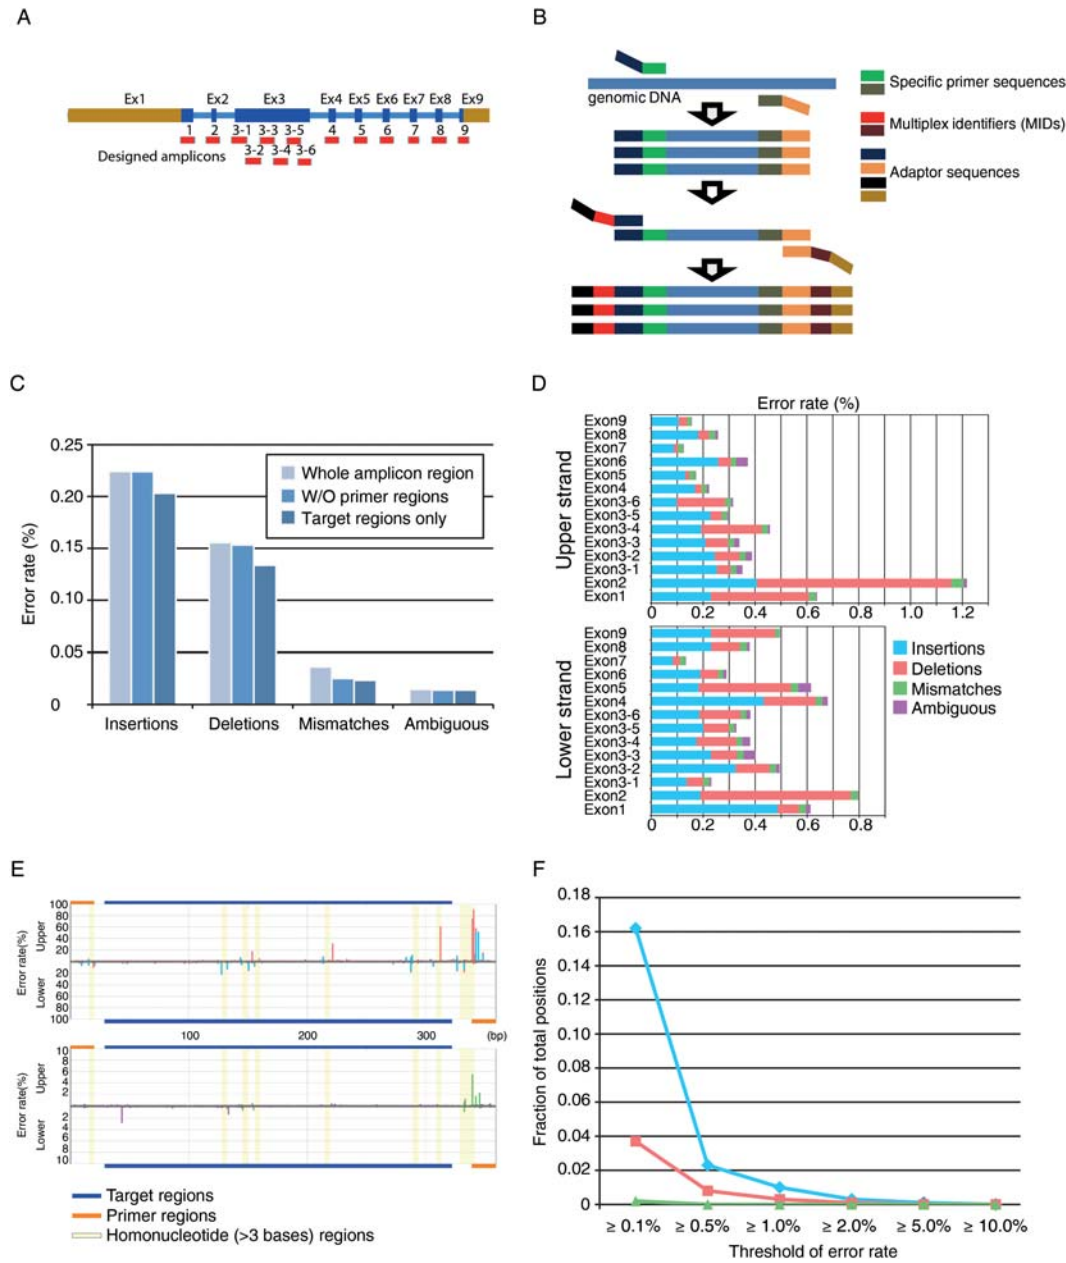 A
Ex1 Ex2 Ex3 Ex4 Ex5 Ex6 Ex7 Ex8 Ex9
1 2 3-1 3-3 3-5 4 5 6 7 8 9
Designed amplicons 3-2 3-4 3-6
B
genomic DNA
Specific primer sequences
Multiplex identifiers (MIDs)
Adaptor sequences
C
Error rate (%)
0.25
0.20
0.15
0.10
0.05
0
Whole amplicon region
W/O primer regions
Target regions only
Insertions Deletions Mismatches Ambiguous
D
Error rate (%)
Upper strand
Exon9
Exon8
Exon7
Exon6
Exon5
Exon4
Exon3-6
Exon3-5
Exon3-4
Exon3-3
Exon3-2
Exon3-1
Exon2
Exon1
0 0.2 0.4 0.6 0.8 1.0 1.2
Lower strand
Exon9
Exon8
Exon7
Exon6
Exon5
Exon4
Exon3-6
Exon3-5
Exon3-4
Exon3-3
Exon3-2
Exon3-1
Exon2
Exon1
0 0.2 0.4 0.6 0.8
Insertions
Deletions
Mismatches
Ambiguous
E
Error rate(%)
Upper
Lower
100
80
60
40
20
20
40
60
80
100
100 200 300 (bp)
Error rate(%)
Upper
Lower
10
8
6
4
2
2
4
6
8
10
Target regions
Primer regions
Homonucleotide (>3 bases) regions
F
Fraction of total positions
0.18
0.16
0.14
0.12
0.10
0.08
0.06
0.04
0.02
0
≥ 0.1% ≥ 0.5% ≥ 1.0% ≥ 2.0% ≥ 5.0% ≥ 10.0%
Threshold of error rate